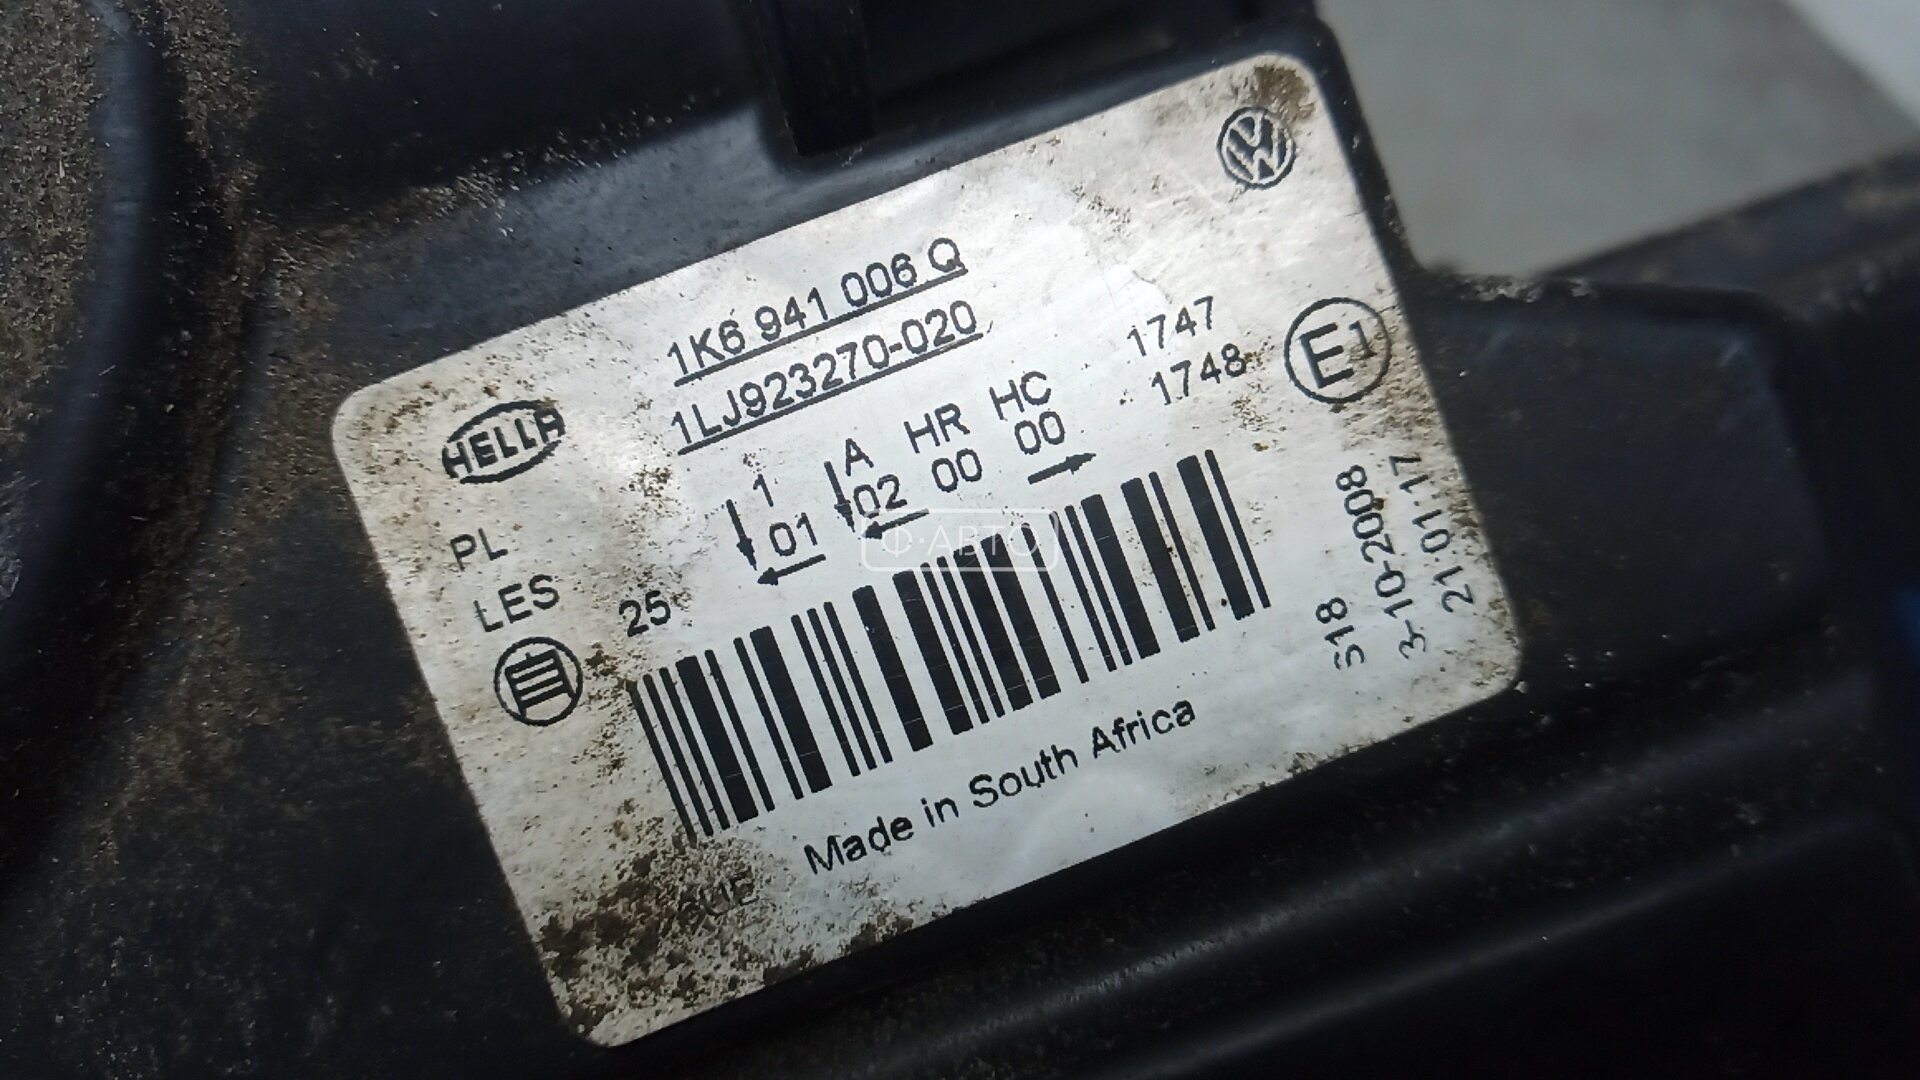 1K6 941 006 Q
1LJ923270-020
HELLA
1 A HR HC 1747
01 02 00 00 1748
E1
PL
LES
25
Ф·АВТО
518
3-10-2008
21:01:17
Made in South Africa